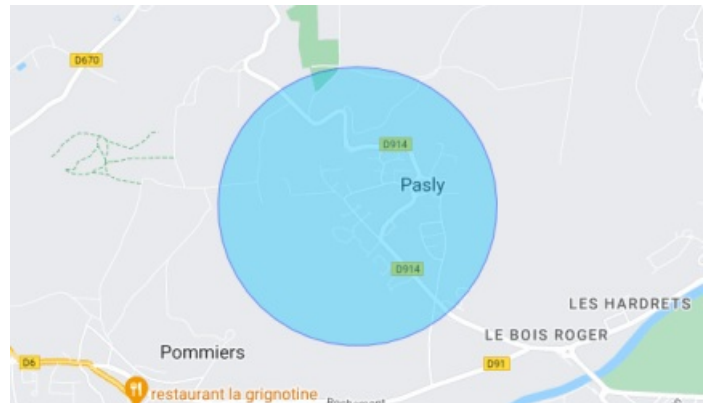 D670
D914
Pasly
D914
LES HARDRETS
LE BOIS ROGER
Pommiers
D6
D91
restaurant la grignotine